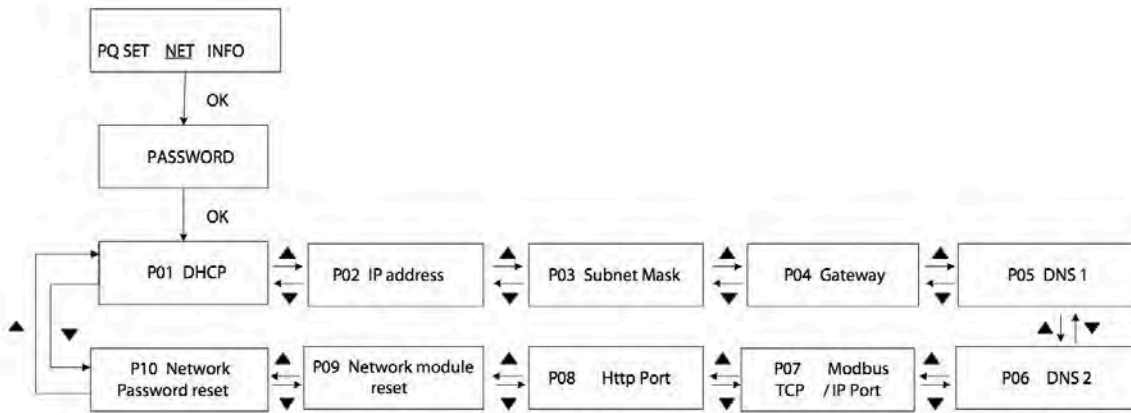 PQ SET NET INFO
OK
PASSWORD
OK
P01 DHCP
P02 IP address
P03 Subnet Mask
P04 Gateway
P05 DNS 1
P10 Network
Password reset
P09 Network module
reset
P08 Http Port
P07 Modbus
TCP / IP Port
P06 DNS 2